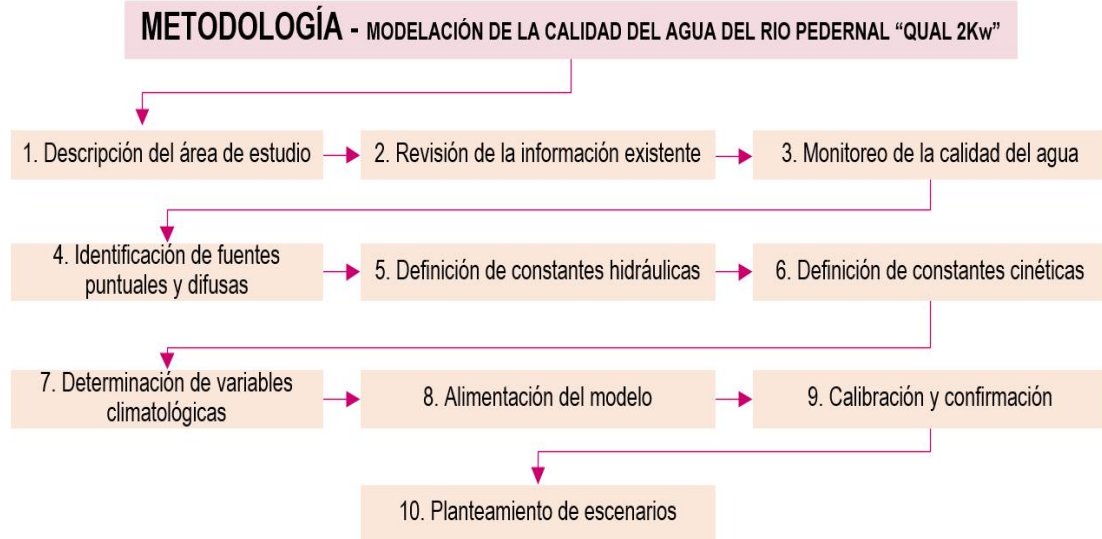 METODOLOGÍA - MODELACIÓN DE LA CALIDAD DEL AGUA DEL RIO PEDERNAL “QUAL 2Kw”
1. Descripción del área de estudio
2. Revisión de la información existente
3. Monitoreo de la calidad del agua
4. Identificación de fuentes
puntuales y difusas
5. Definición de constantes hidráulicas
6. Definición de constantes cinéticas
7. Determinación de variables
climatológicas
8. Alimentación del modelo
9. Calibración y confirmación
10. Planteamiento de escenarios